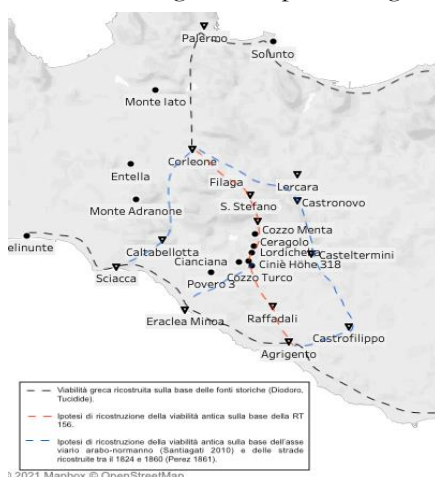 Palermo
Solunto
Monte Iato
Corleone
Entella
Filaga
Lercara
S. Stefano
Castronovo
Monte Adranone
Cozzo Menta
Ceragolo
elinunte
Caltabellotta
Lordichella
Casteltermini
Cianciana
Ciniè Höhe 318
Sciacca
Povero 3
Cozzo Turco
Eraclea Minoa
Raffadali
Castrofilippo
Agrigento
Viabilità greca ricostruita sulla base delle fonti storiche (Diodoro,
Tucidide).
Ipotesi di ricostruzione della viabilità antica sulla base della RT
156.
Ipotesi di ricostruzione della viabilità antica sulla base dell'asse
viario arabo-normanno (Santiagati 2010) e delle strade
ricostruite tra il 1824 e 1860 (Perez 1861).
2021 Mapbox © OpenStreetMap